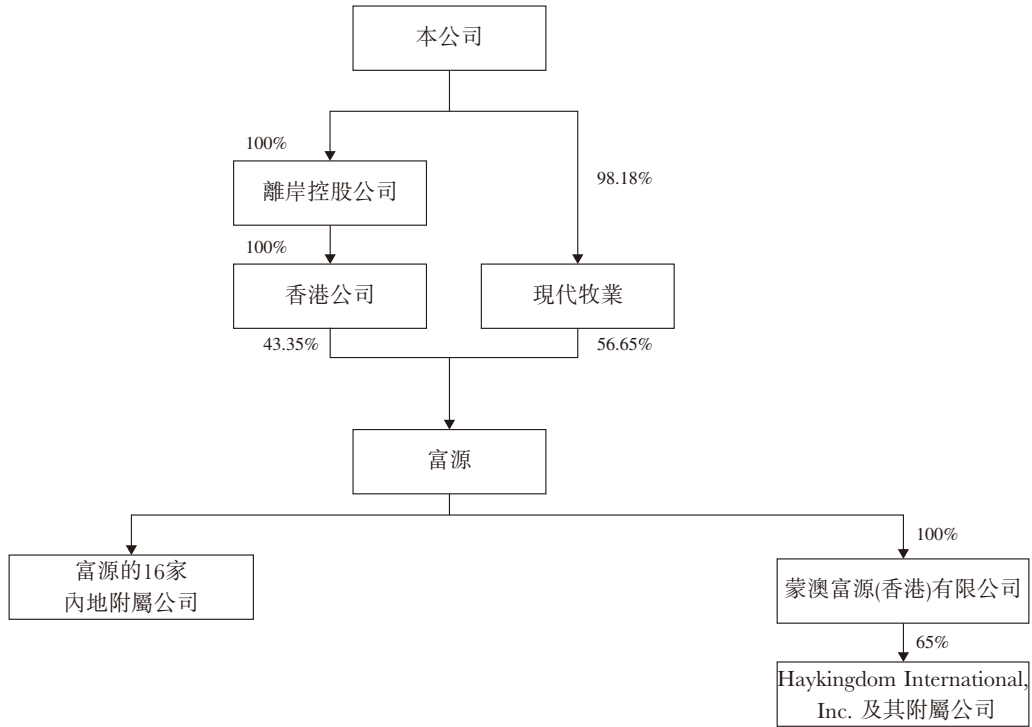 本公司
100%
離岸控股公司
98.18%
100%
香港公司
現代牧業
43.35%
56.65%
富源
100%
富源的16家
內地附屬公司
蒙澳富源(香港)有限公司
65%
Haykingdom International,
Inc. 及其附屬公司